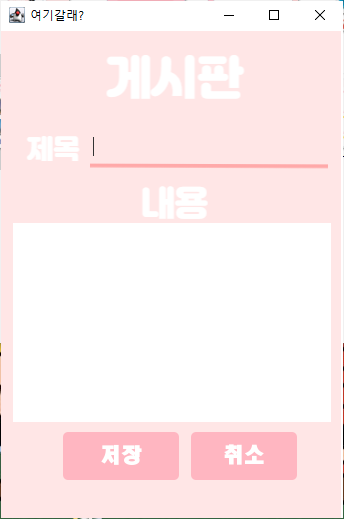 여기갈래?
게시판
제목
내용
저장 취소